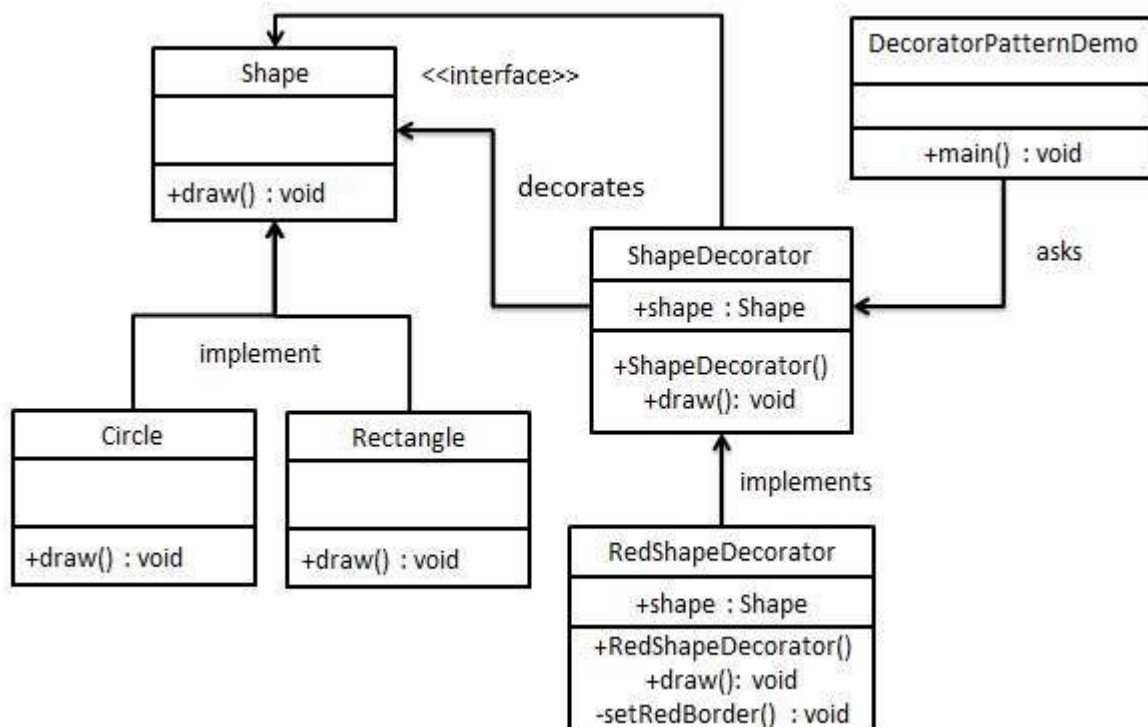 Shape
+draw() : void
<<interface>>
decorates
DecoratorPatternDemo
+main() : void
asks
ShapeDecorator
+shape : Shape
+ShapeDecorator()
+draw(): void
implement
Circle
+draw() : void
Rectangle
+draw() : void
implements
RedShapeDecorator
+shape : Shape
+RedShapeDecorator()
+draw(): void
-setRedBorder() : void